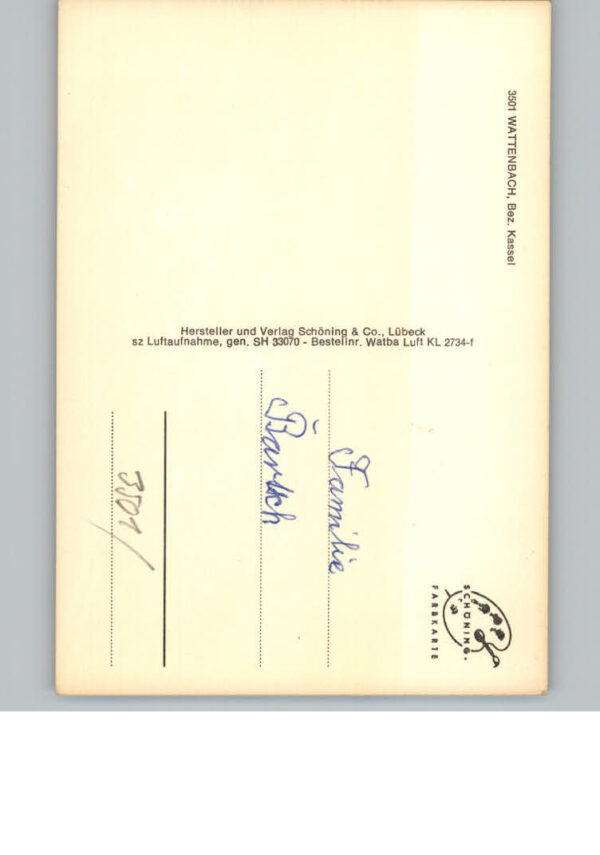 3501 WATTENBACH, Bez. Kassel
Hersteller und Verlag Schöning & Co., Lübeck
sz Luftaufnahme, gen. SH 33070 - Bestellnr. Watba Luft KL 2734-f
SCHÖNING-
FARBKARTE
Familie
Bartsch
3501/